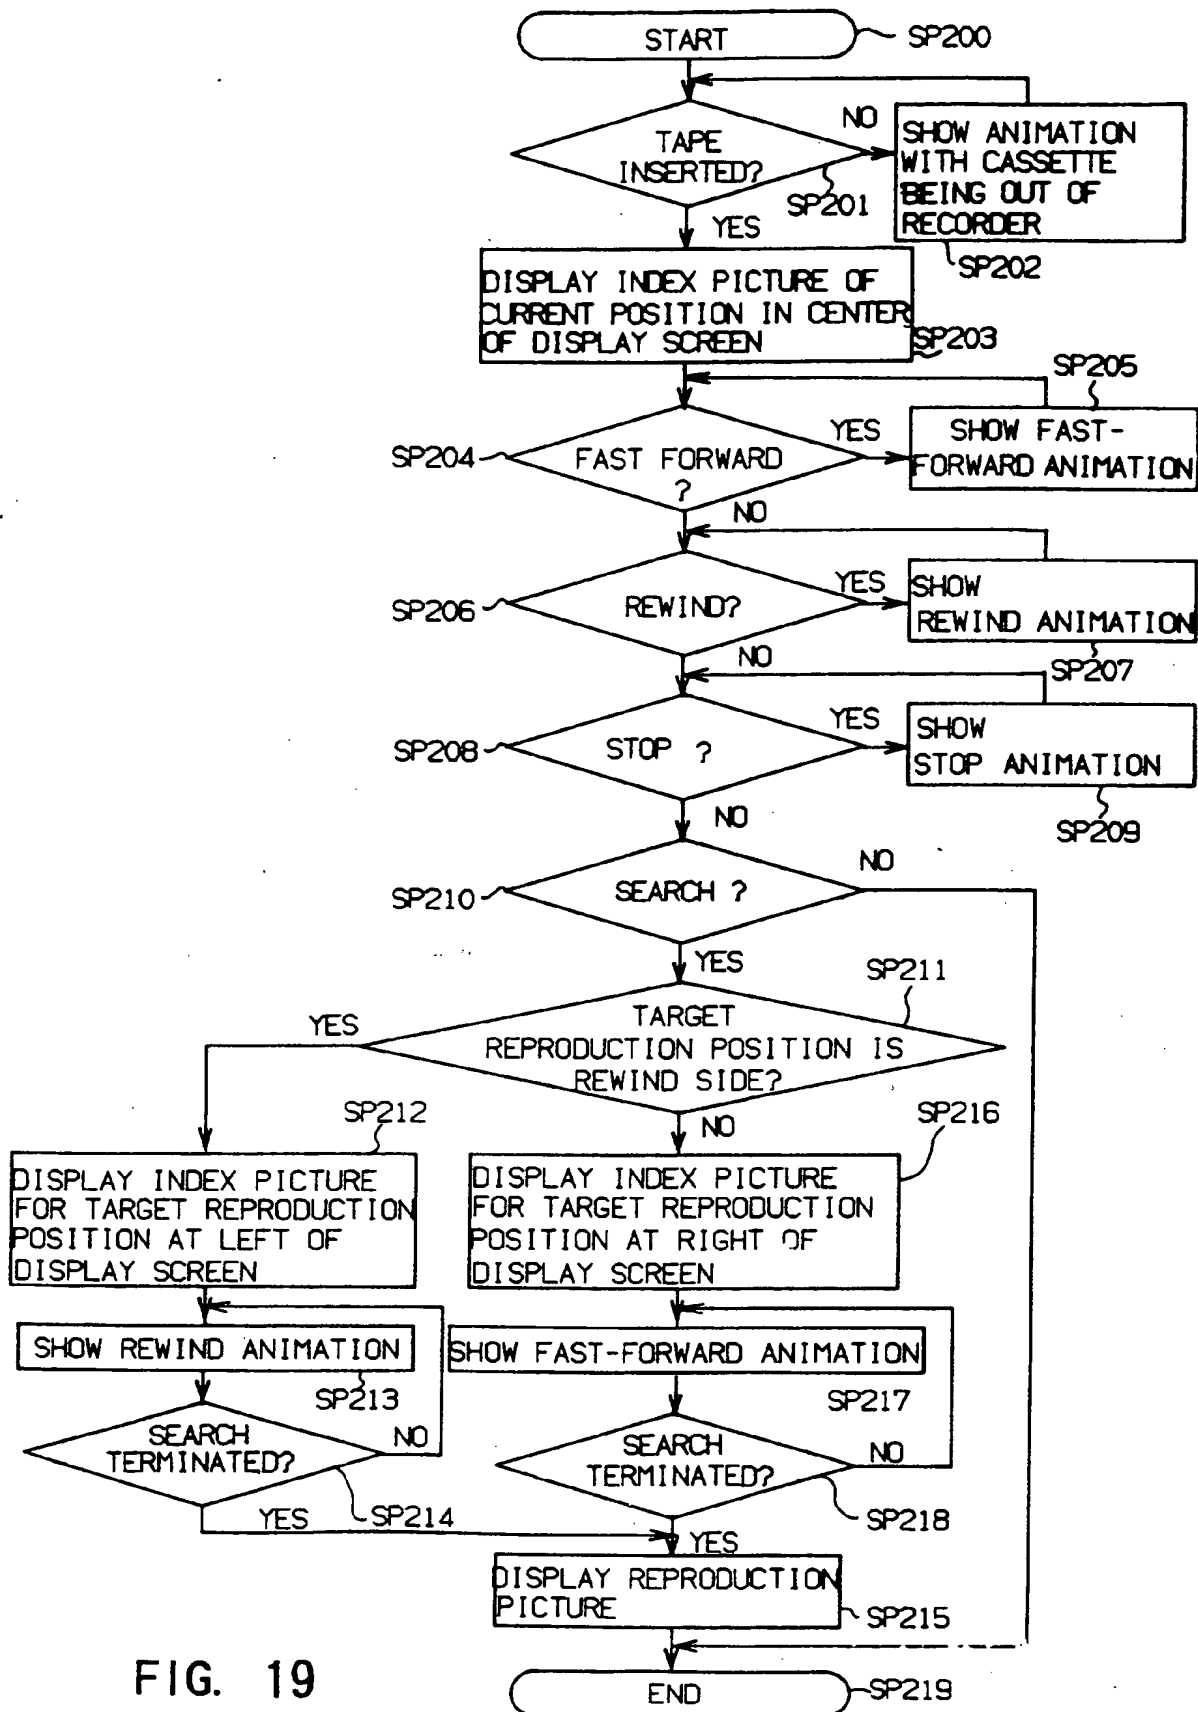 START
SP200
TAPE
INSERTED?
SP201
NO
SHOW ANIMATION
WITH CASSETTE
BEING OUT OF
RECORDER
SP202
YES
DISPLAY INDEX PICTURE OF
CURRENT POSITION IN CENTER
OF DISPLAY SCREEN
SP203
SP204
FAST FORWARD
?
YES
SP205
SHOW FAST-
FORWARD ANIMATION
NO
SP206
REWIND?
YES
SHOW
REWIND ANIMATION
SP207
NO
SP208
STOP ?
YES
SHOW
STOP ANIMATION
SP209
NO
SP210
SEARCH ?
NO
YES
SP211
TARGET
REPRODUCTION POSITION IS
REWIND SIDE?
YES
NO
SP212
DISPLAY INDEX PICTURE
FOR TARGET REPRODUCTION
POSITION AT LEFT OF
DISPLAY SCREEN
SP216
DISPLAY INDEX PICTURE
FOR TARGET REPRODUCTION
POSITION AT RIGHT OF
DISPLAY SCREEN
SHOW REWIND ANIMATION
SP213
SHOW FAST-FORWARD ANIMATION
SP217
SEARCH
TERMINATED?
NO
SP214
YES
SEARCH
TERMINATED?
NO
SP218
YES
DISPLAY REPRODUCTION
PICTURE
SP215
END
SP219
FIG. 19